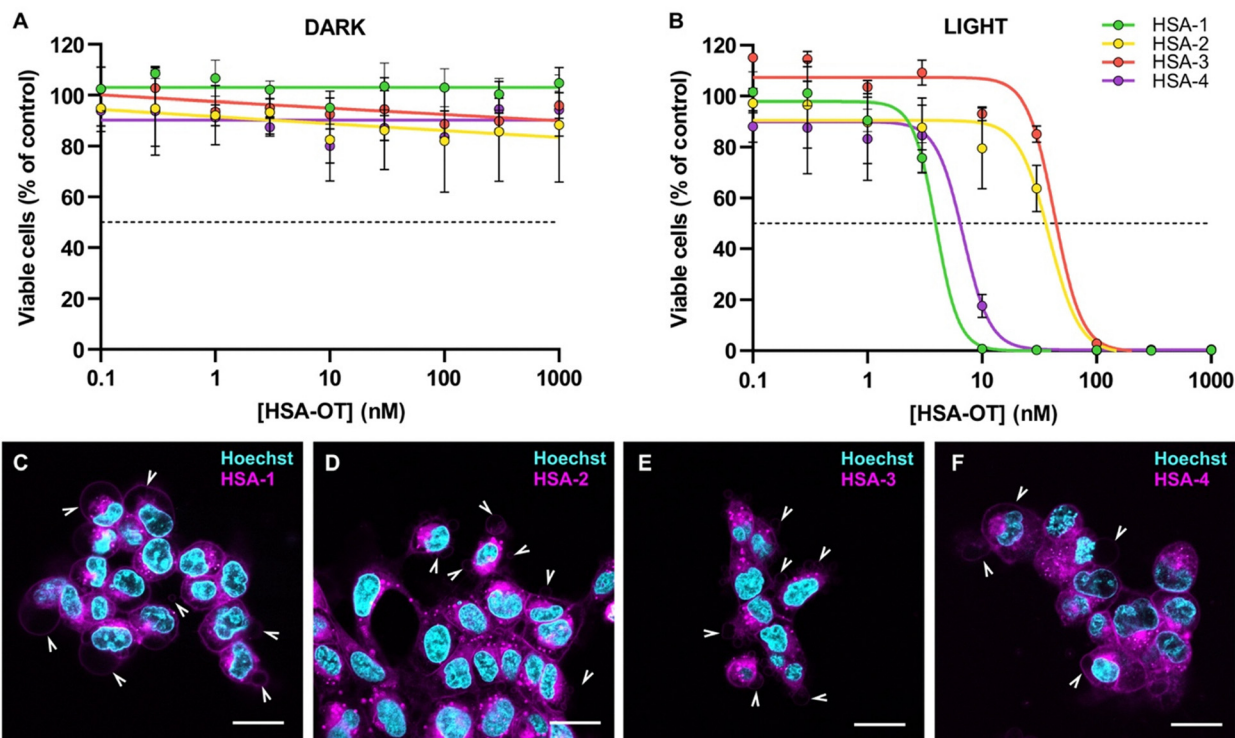 A
DARK
Viable cells (% of control)
120
100
80
60
40
20
0
0.1 1 10 100 1000
[HSA-OT] (nM)
B
LIGHT
HSA-1
HSA-2
HSA-3
HSA-4
Viable cells (% of control)
120
100
80
60
40
20
0
0.1 1 10 100 1000
[HSA-OT] (nM)
C
Hoechst
HSA-1
D
Hoechst
HSA-2
E
Hoechst
HSA-3
F
Hoechst
HSA-4